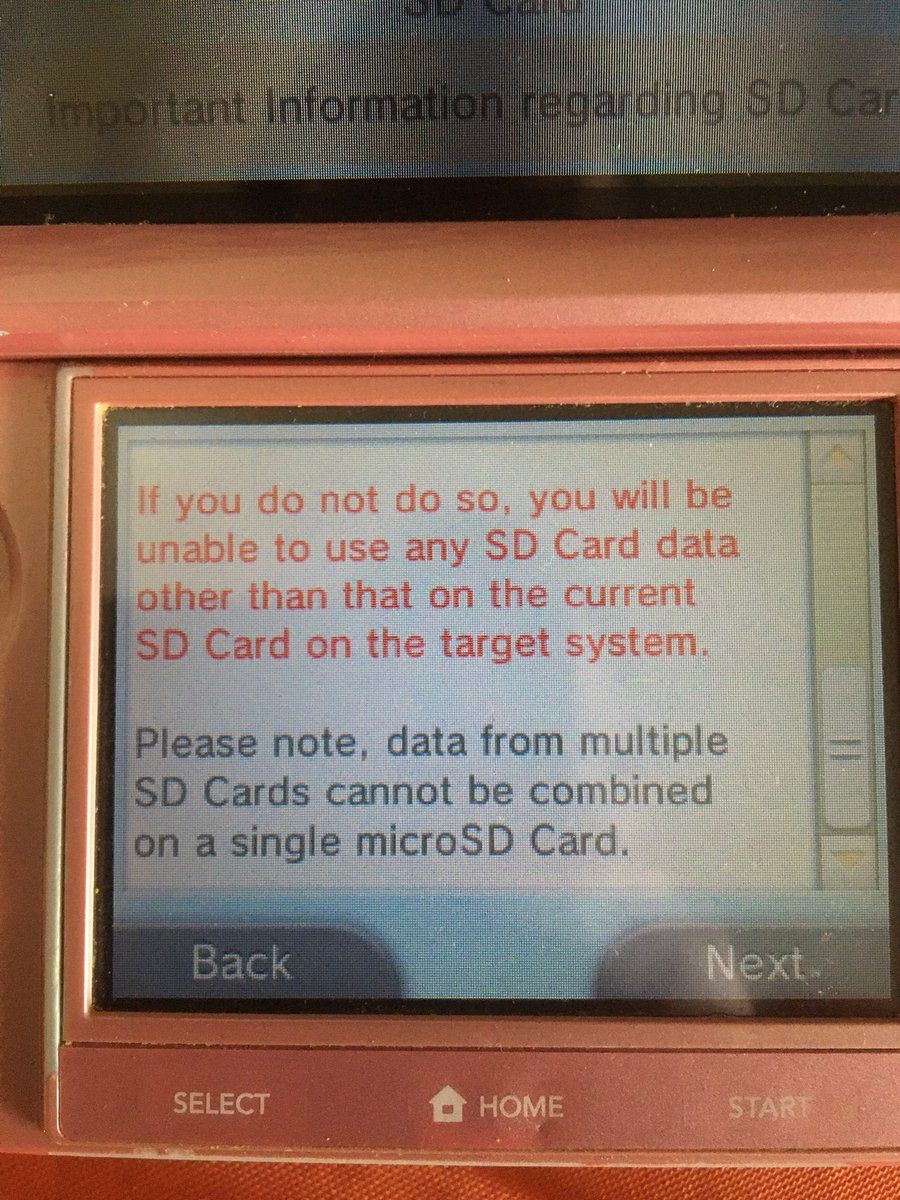 SD Card
Important Information regarding SD Car
If you do not do so, you will be
unable to use any SD Card data
other than that on the current
SD Card on the target system.
Please note, data from multiple
SD Cards cannot be combined
on a single microSD Card.
Back
Next
SELECT
HOME
START